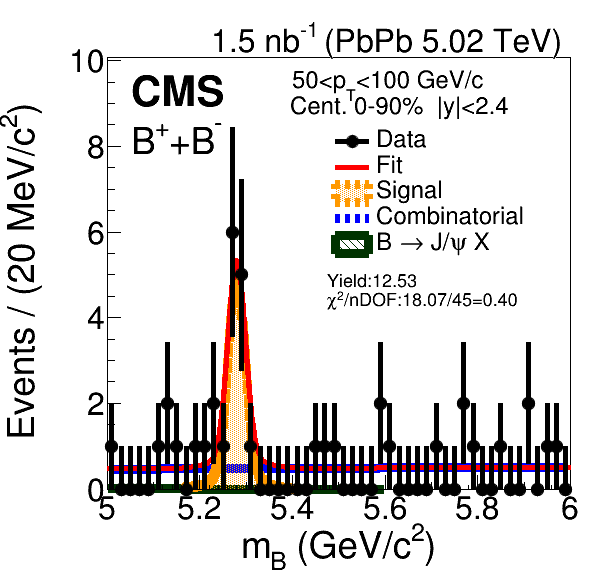 1.5 nb⁻¹ (PbPb 5.02 TeV)
CMS
B⁺+B⁻
50<p_T<100 GeV/c
Cent. 0-90% |y|<2.4
Data
Fit
Signal
Combinatorial
B → J/ψ X
Yield:12.53
χ²/nDOF:18.07/45=0.40
Events / (20 MeV/c²)
10
8
6
4
2
0
5 5.2 5.4 5.6 5.8 6
m_B (GeV/c²)